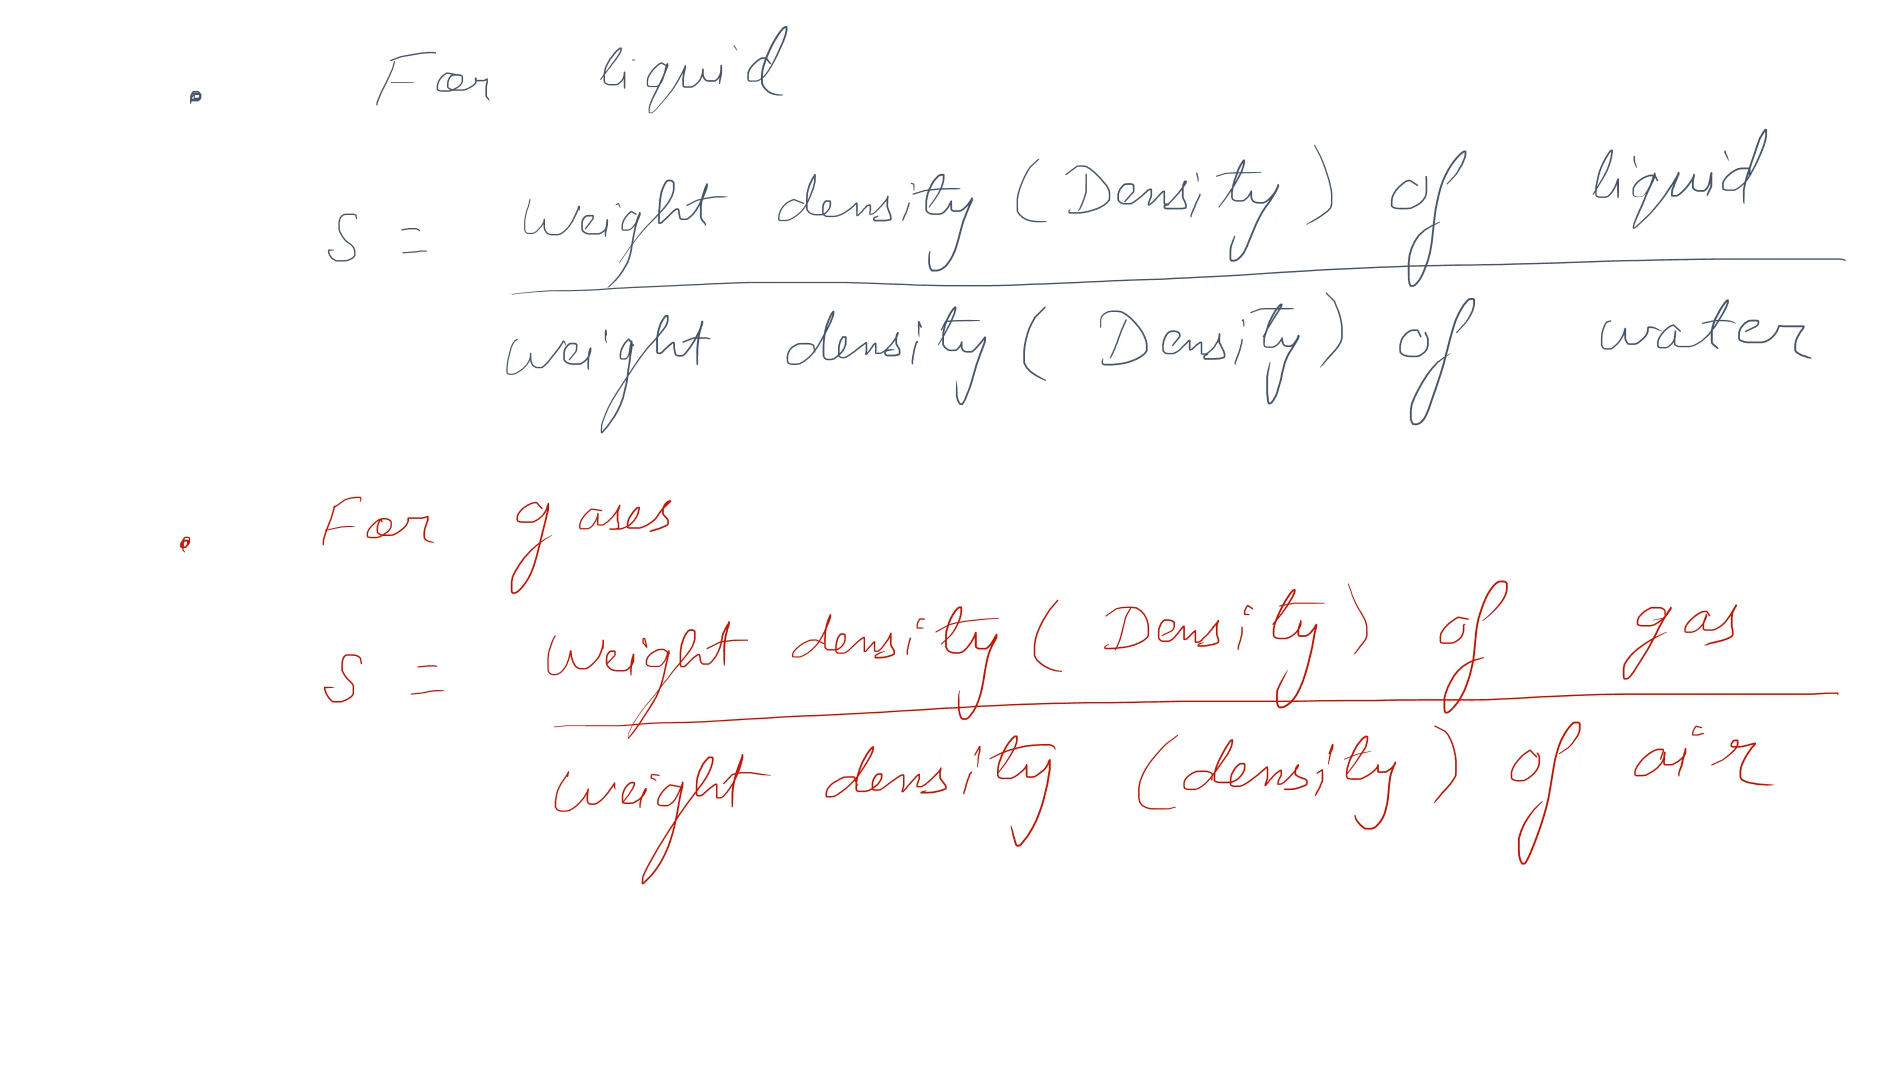 • For liquid
S = Weight density (Density) of liquid
weight density (Density) of water
• For gases
S = Weight density (Density) of gas
weight density (density) of air